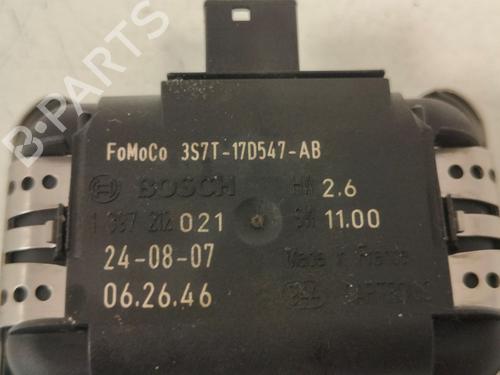 FoMoCo 3S7T-17D547-AB
BOSCH HW 2.6
1 397 212 021 SW 11.00
24-08-07 Made in France
06.26.46
B-PARTS